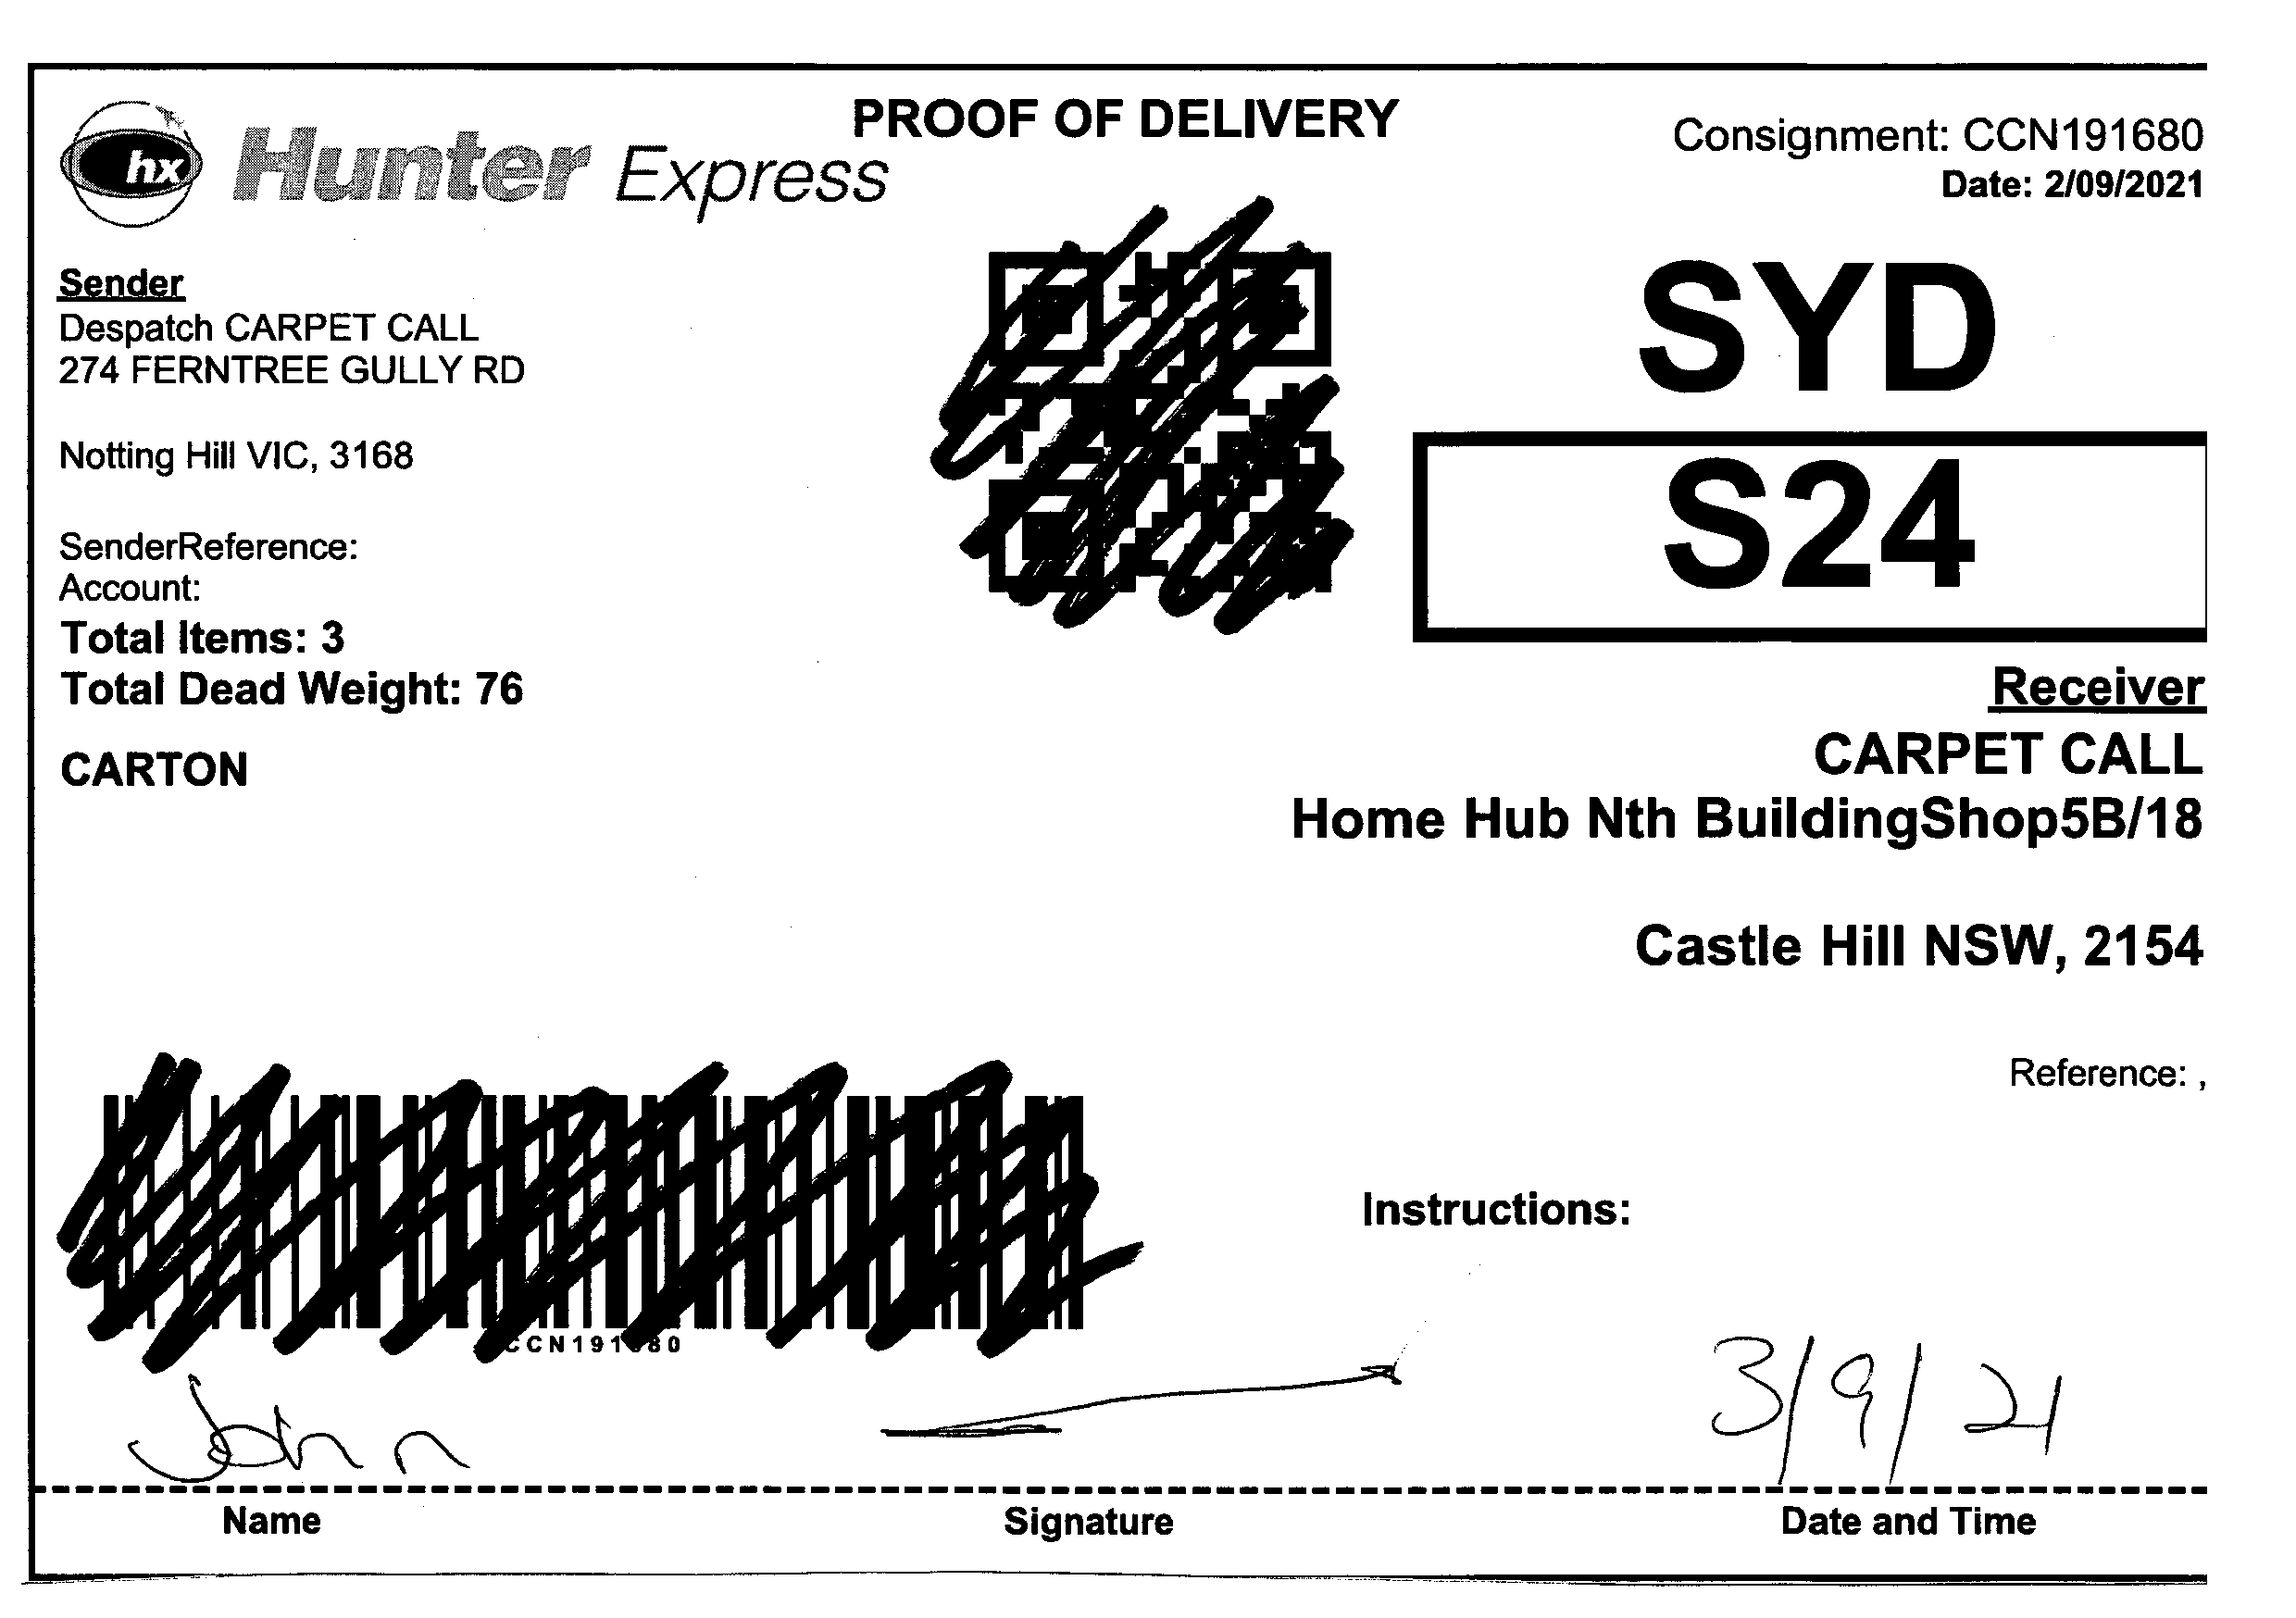 PROOF OF DELIVERY
hx Hunter Express
Consignment: CCN191680
Date: 2/09/2021
Sender
Despatch CARPET CALL
274 FERNTREE GULLY RD
Notting Hill VIC, 3168
SenderReference:
Account:
Total Items: 3
Total Dead Weight: 76
CARTON
SYD
S24
Receiver
CARPET CALL
Home Hub Nth BuildingShop5B/18
Castle Hill NSW, 2154
Reference: ,
Instructions:
John
3/9/21
Name
Signature
Date and Time